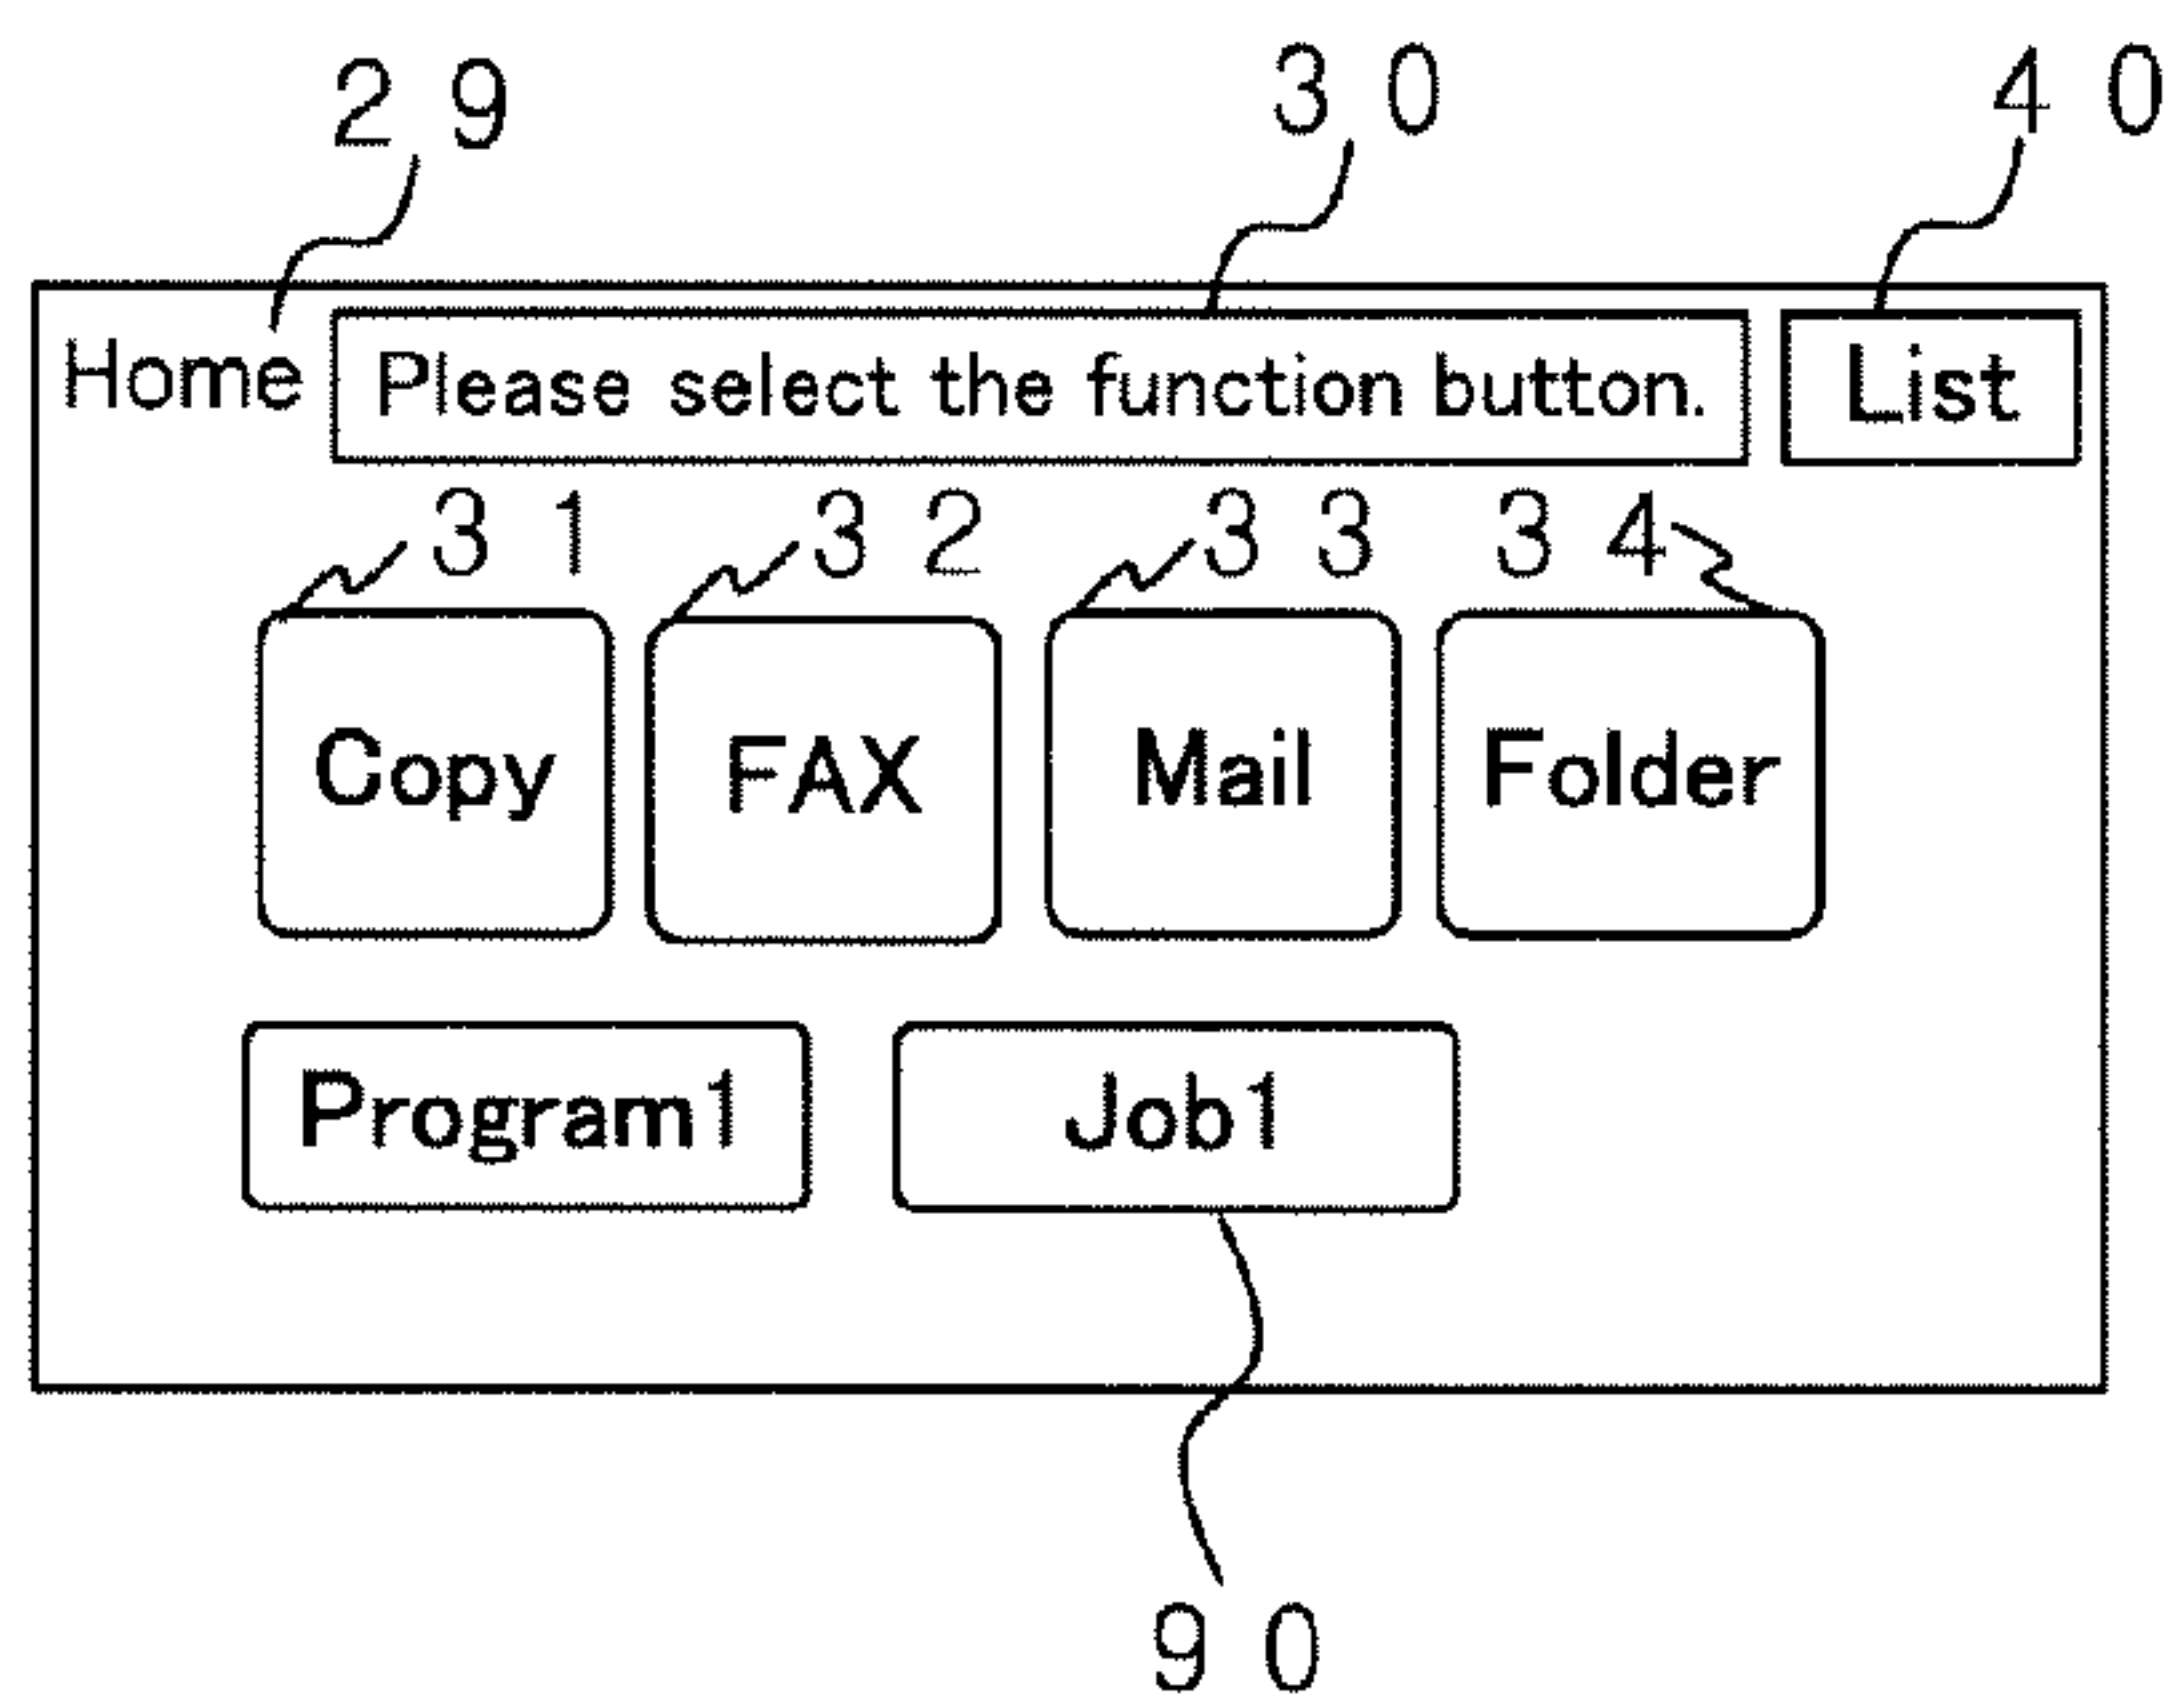 29 30 40
Home Please select the function button. List
31 32 33 34
Copy FAX Mail Folder
Program1 Job1
90